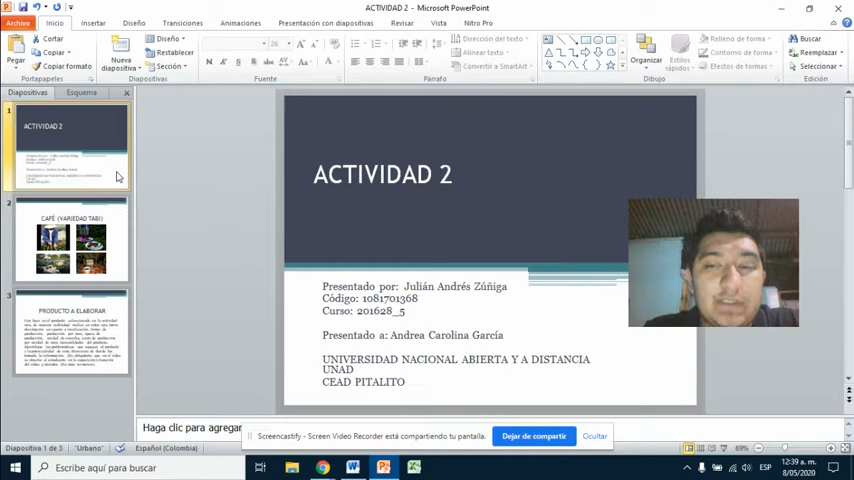 ACTIVIDAD 2 - Microsoft PowerPoint
Archivo Inicio Insertar Diseño Transiciones Animaciones Presentación con diapositivas Revisar Vista Nitro Pro
Pegar
Cortar
Copiar
Copiar formato
Portapapeles
Nueva diapositiva
Diseño
Restablecer
Sección
Diapositivas
26
Fuente
Párrafo
Dirección del texto
Alinear texto
Convertir a SmartArt
Organizar
Estilos rápidos
Relleno de forma
Contorno de forma
Efectos de formas
Dibujo
Buscar
Reemplazar
Seleccionar
Edición
Diapositivas Esquema
1
ACTIVIDAD 2
2
CAFÉ (VARIEDAD TABI)
3
PRODUCTO A ELABORAR
ACTIVIDAD 2
Presentado por: Julián Andrés Zúñiga
Código: 1081701368
Curso: 201628_5
Presentado a: Andrea Carolina García
UNIVERSIDAD NACIONAL ABIERTA Y A DISTANCIA
UNAD
CEAD PITALITO
Haga clic para agregar
Screencastify - Screen Video Recorder está compartiendo tu pantalla. Dejar de compartir Ocultar
Diapositiva 1 de 3 "Urbano" Español (Colombia) 69%
Escribe aquí para buscar
ESP
12:39 a. m.
8/05/2020